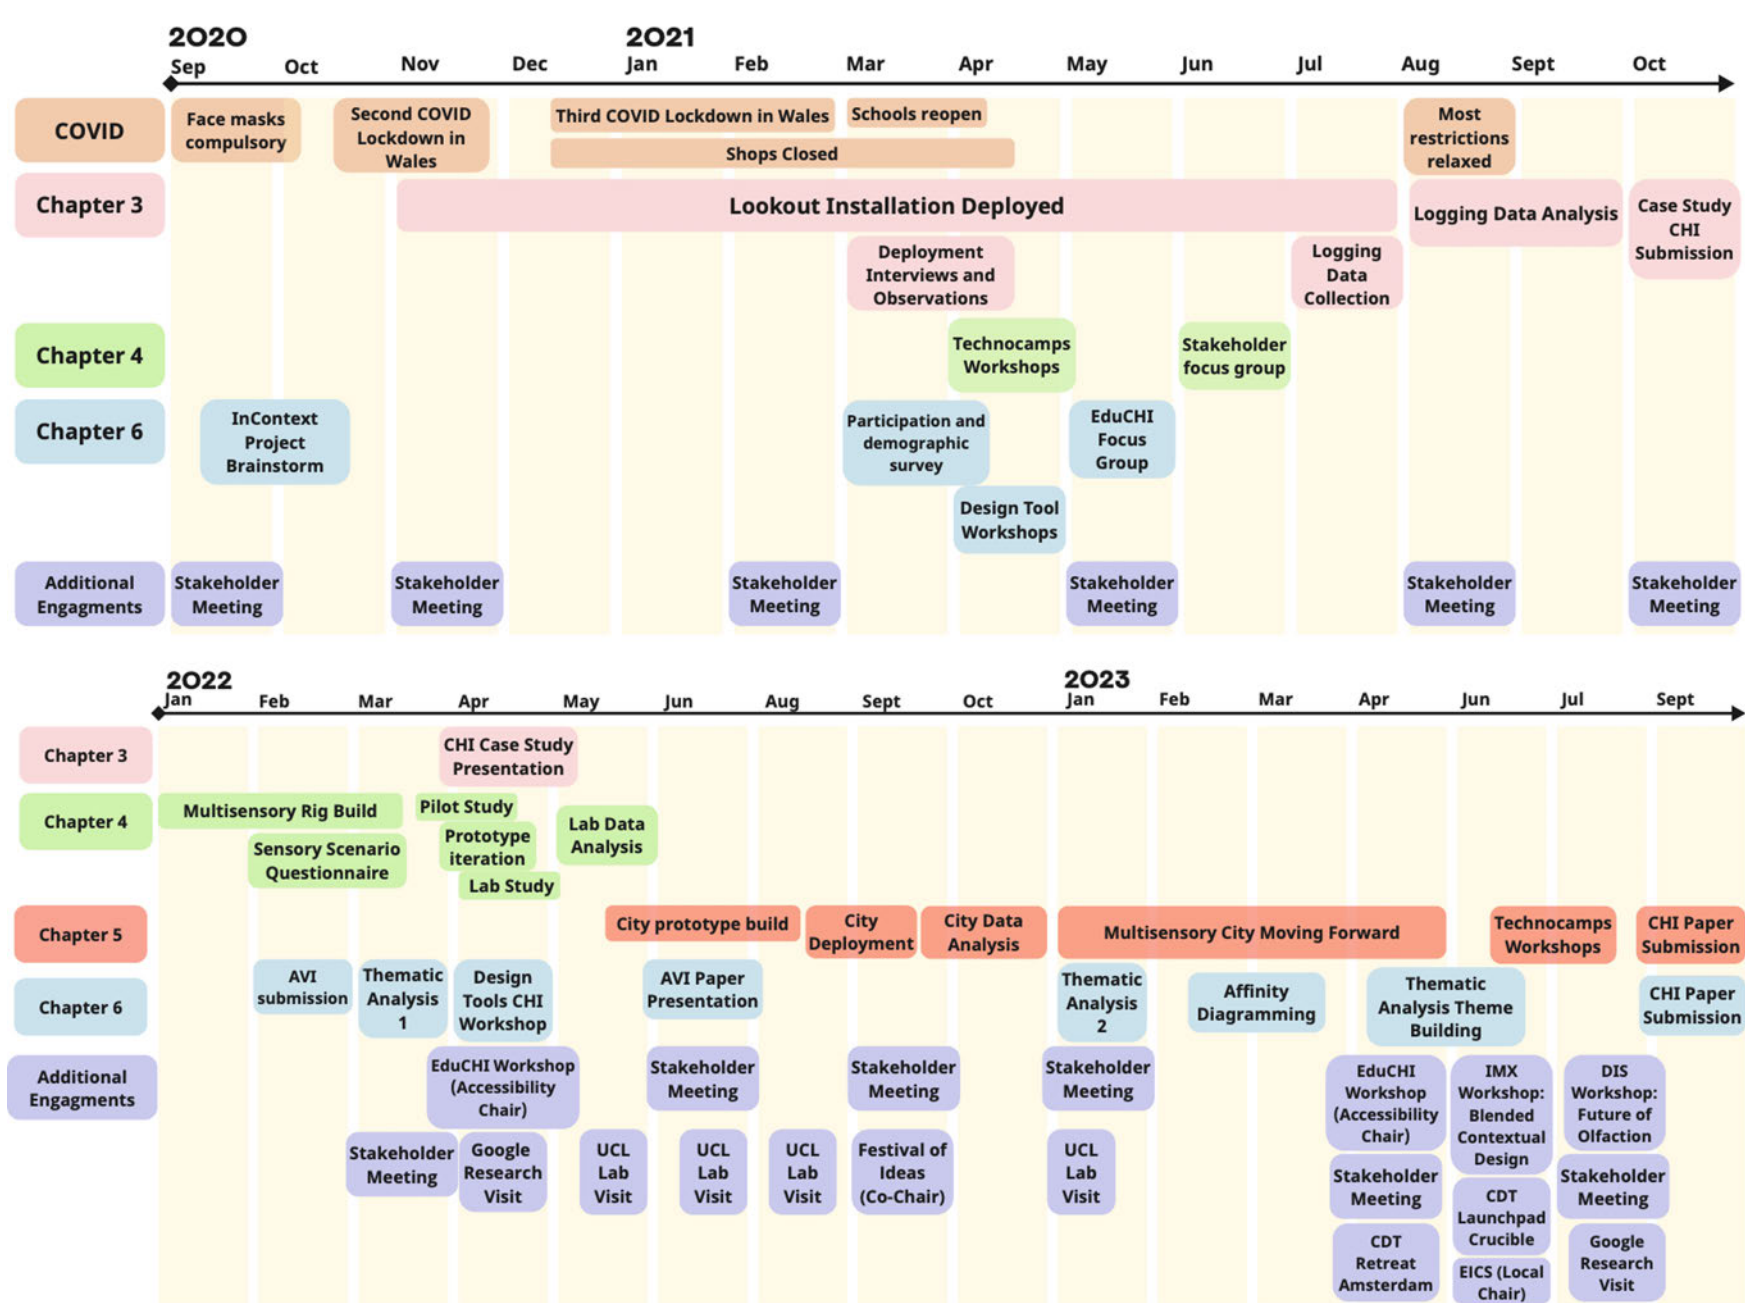 2020
2021
Sep Oct Nov Dec Jan Feb Mar Apr May Jun Jul Aug Sept Oct
COVID
Face masks
compulsory
Second COVID
Lockdown in
Wales
Third COVID Lockdown in Wales
Schools reopen
Shops Closed
Most
restrictions
relaxed
Chapter 3
Lookout Installation Deployed
Logging Data Analysis
Case Study
CHI
Submission
Deployment
Interviews and
Observations
Logging
Data
Collection
Chapter 4
Technocamps
Workshops
Stakeholder
focus group
Chapter 6
InContext
Project
Brainstorm
Participation and
demographic
survey
EduCHI
Focus
Group
Design Tool
Workshops
Additional
Engagments
Stakeholder
Meeting
Stakeholder
Meeting
Stakeholder
Meeting
Stakeholder
Meeting
Stakeholder
Meeting
Stakeholder
Meeting
2022
2023
Jan Feb Mar Apr May Jun Aug Sept Oct Jan Feb Mar Apr Jun Jul Sept
Chapter 3
CHI Case Study
Presentation
Chapter 4
Multisensory Rig Build
Pilot Study
Sensory Scenario
Questionnaire
Prototype
iteration
Lab Study
Lab Data
Analysis
Chapter 5
City prototype build
City
Deployment
City Data
Analysis
Multisensory City Moving Forward
Technocamps
Workshops
CHI Paper
Submission
Chapter 6
AVI
submission
Thematic
Analysis
1
Design
Tools CHI
Workshop
AVI Paper
Presentation
Thematic
Analysis
2
Affinity
Diagramming
Thematic
Analysis Theme
Building
CHI Paper
Submission
Additional
Engagments
EduCHI Workshop
(Accessibility
Chair)
Stakeholder
Meeting
Stakeholder
Meeting
Stakeholder
Meeting
EduCHI
Workshop
(Accessibility
Chair)
IMX
Workshop:
Blended
Contextual
Design
DIS
Workshop:
Future of
Olfaction
Stakeholder
Meeting
Google
Research
Visit
UCL
Lab
Visit
UCL
Lab
Visit
UCL
Lab
Visit
Festival of
Ideas
(Co-Chair)
UCL
Lab
Visit
Stakeholder
Meeting
CDT
Launchpad
Crucible
Stakeholder
Meeting
CDT
Retreat
Amsterdam
EICS (Local
Chair)
Google
Research
Visit